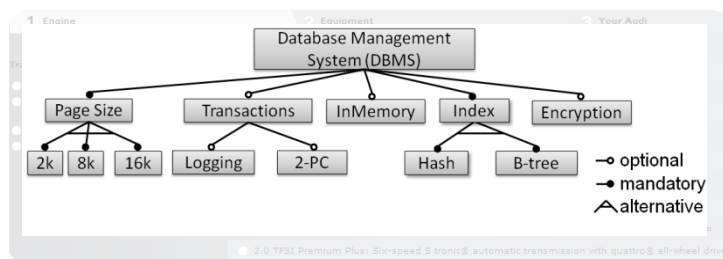 1 Engine
2 Equipment
3 Your Audi
Database Management
System (DBMS)
Page Size
Transactions
InMemory
Index
Encryption
2k
8k
16k
Logging
2-PC
Hash
B-tree
optional
mandatory
alternative
2.0 TFSI Premium Plus: Six-speed S tronic® automatic transmission with quattro® all-wheel driv